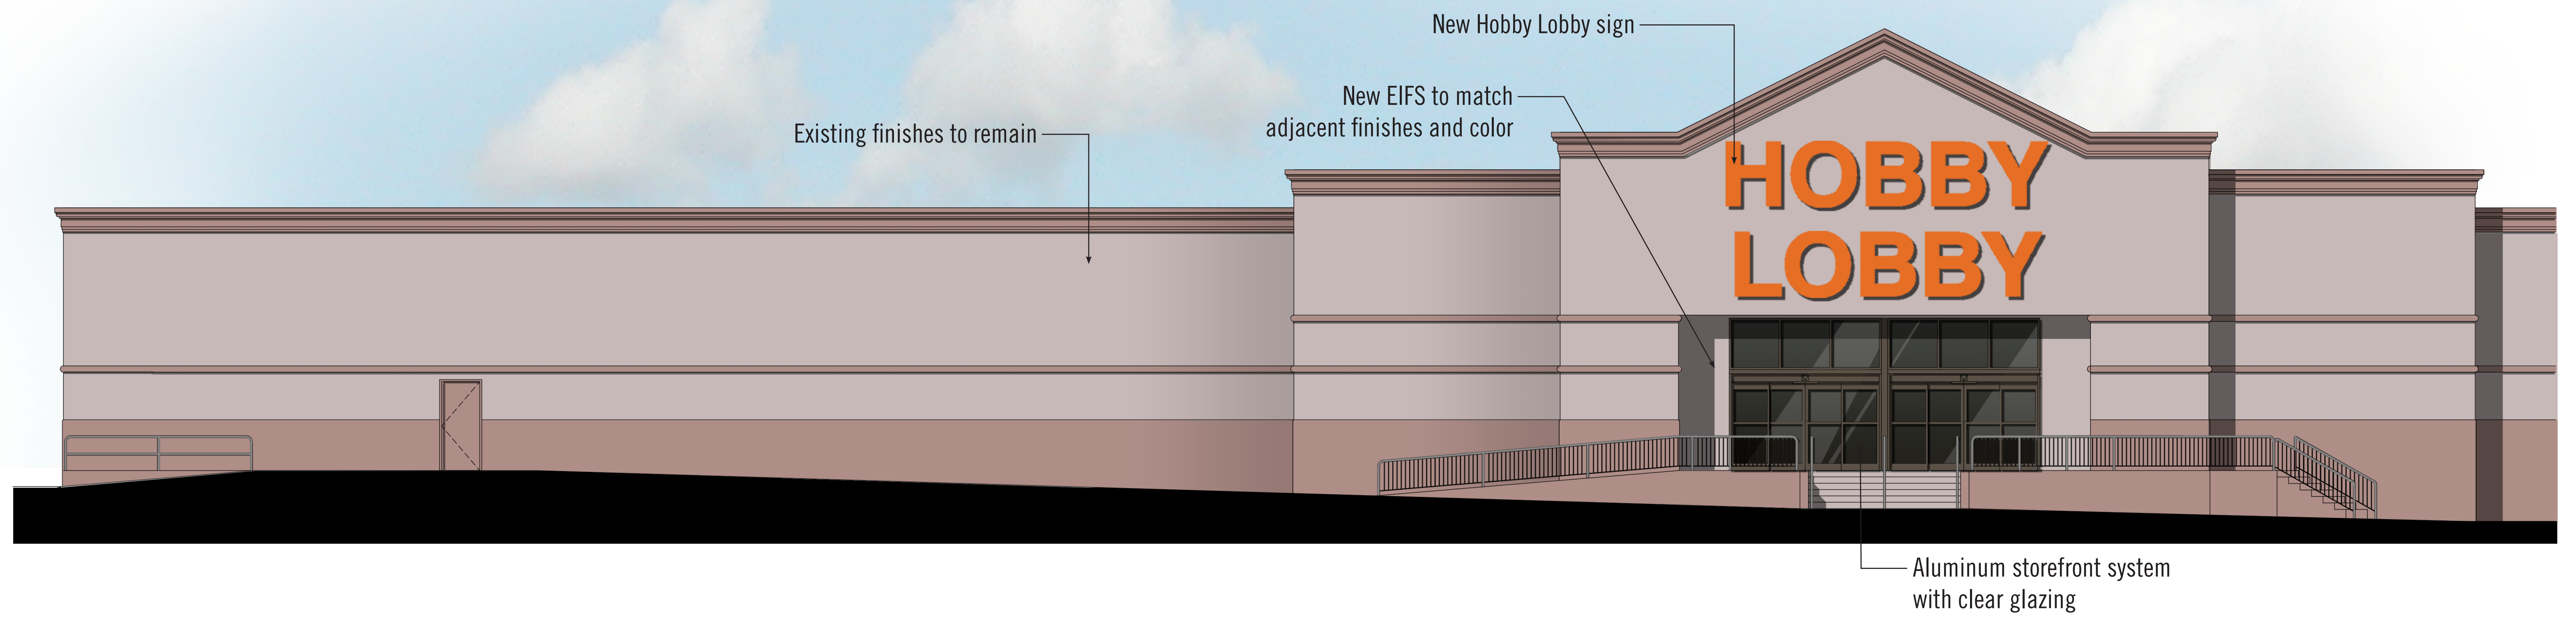 New Hobby Lobby sign
New EIFS to match
adjacent finishes and color
Existing finishes to remain
HOBBY
LOBBY
Aluminum storefront system
with clear glazing